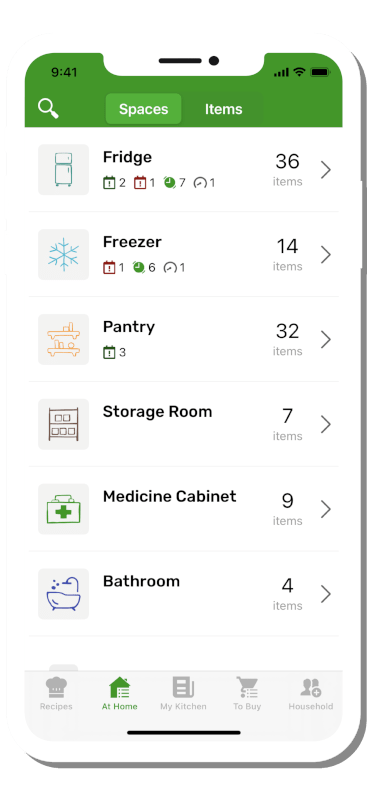 9:41
Spaces Items
Fridge
2 1 7 1
36
items
Freezer
1 6 1
14
items
Pantry
3
32
items
Storage Room
7
items
Medicine Cabinet
9
items
Bathroom
4
items
Recipes At Home My Kitchen To Buy Household